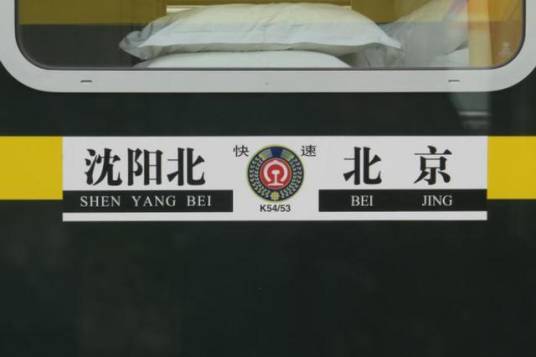 沈阳北 快 速 北 京
SHEN YANG BEI K54/53 BEI JING